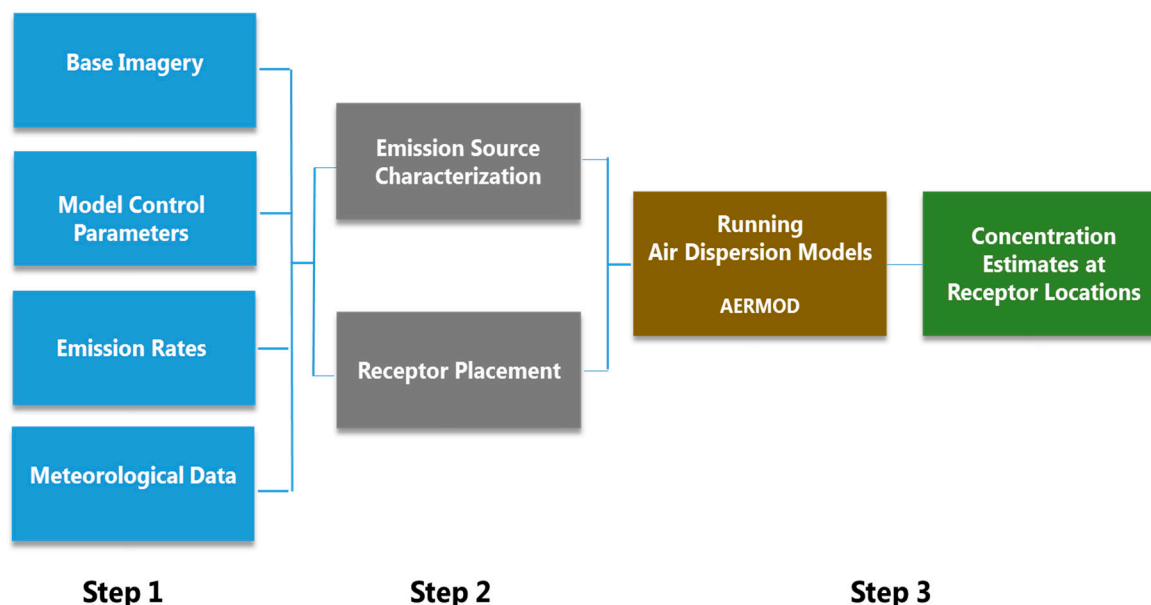 Base Imagery
Model Control
Parameters
Emission Rates
Meteorological Data
Emission Source
Characterization
Receptor Placement
Running
Air Dispersion Models
AERMOD
Concentration
Estimates at
Receptor Locations
Step 1
Step 2
Step 3